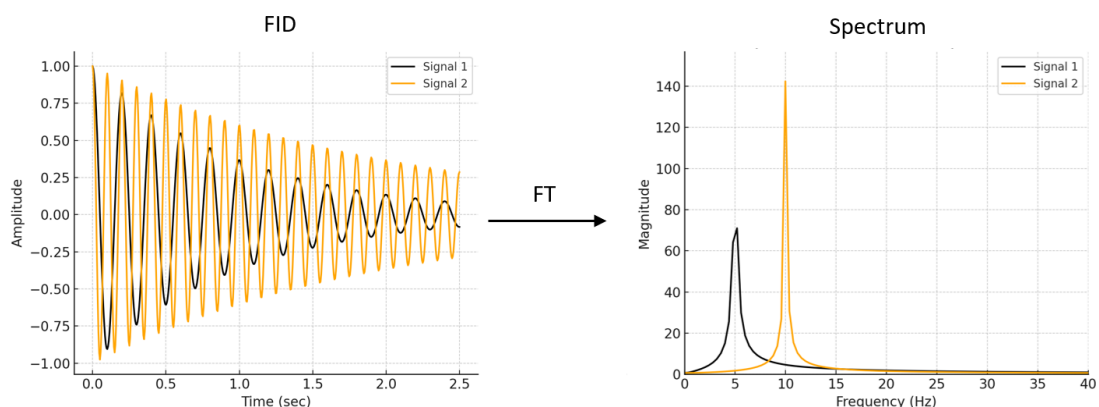 FID
Spectrum
1.00
0.75
0.50
0.25
0.00
−0.25
−0.50
−0.75
−1.00
Amplitude
Signal 1
Signal 2
0.0 0.5 1.0 1.5 2.0 2.5
Time (sec)
FT
140
120
100
80
60
40
20
0
Magnitude
Signal 1
Signal 2
0 5 10 15 20 25 30 35 40
Frequency (Hz)